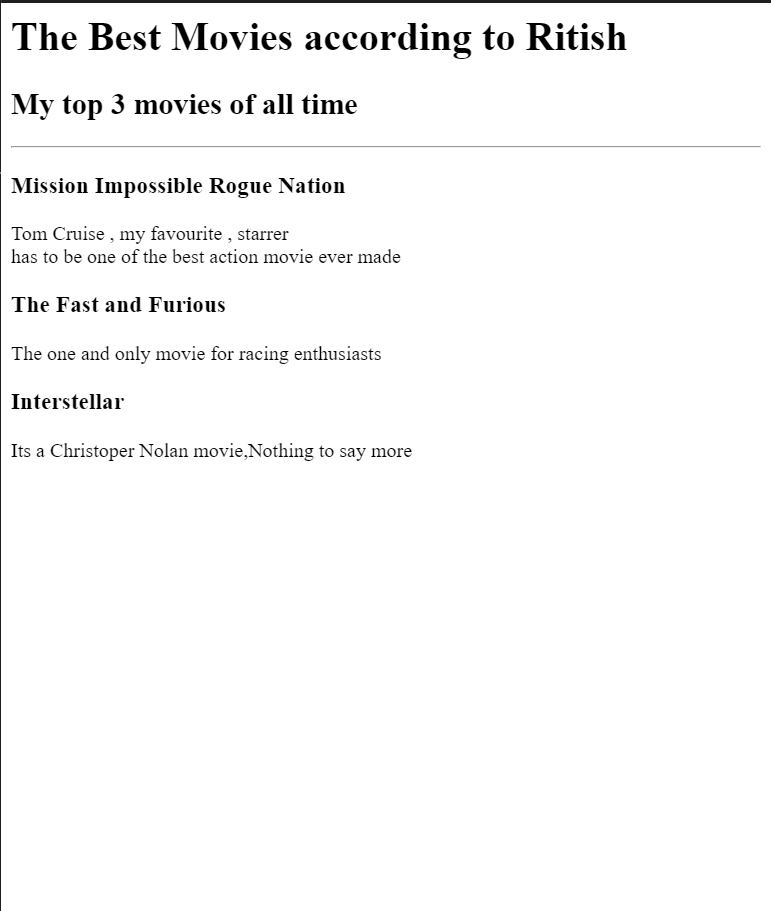 The Best Movies according to Ritish
My top 3 movies of all time
Mission Impossible Rogue Nation
Tom Cruise , my favourite , starrer
has to be one of the best action movie ever made
The Fast and Furious
The one and only movie for racing enthusiasts
Interstellar
Its a Christoper Nolan movie,Nothing to say more